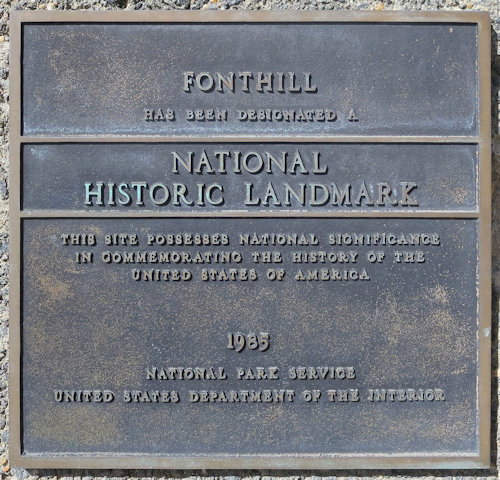 FONTHILL
HAS BEEN DESIGNATED A
NATIONAL
HISTORIC LANDMARK
THIS SITE POSSESSES NATIONAL SIGNIFICANCE
IN COMMEMORATING THE HISTORY OF THE
UNITED STATES OF AMERICA
1985
NATIONAL PARK SERVICE
UNITED STATES DEPARTMENT OF THE INTERIOR